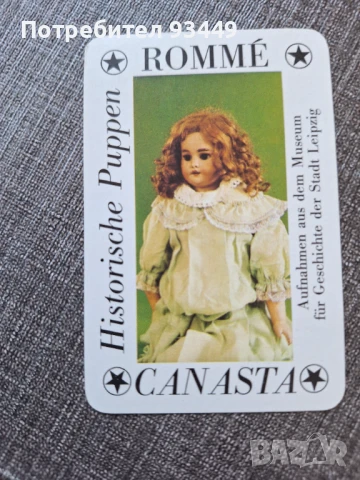 Потребител 93449
ROMMÉ
Historische Puppen
Aufnahmen aus dem Museum
für Geschichte der Stadt Leipzig
CANASTA
BAZAR